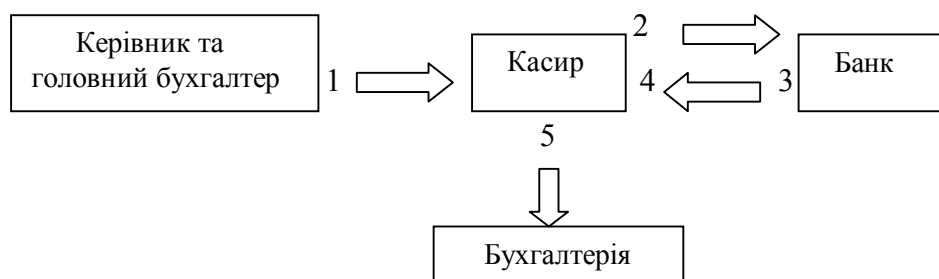 Керівник та
головний бухгалтер
1
Касир
2
4
3
Банк
5
Бухгалтерія